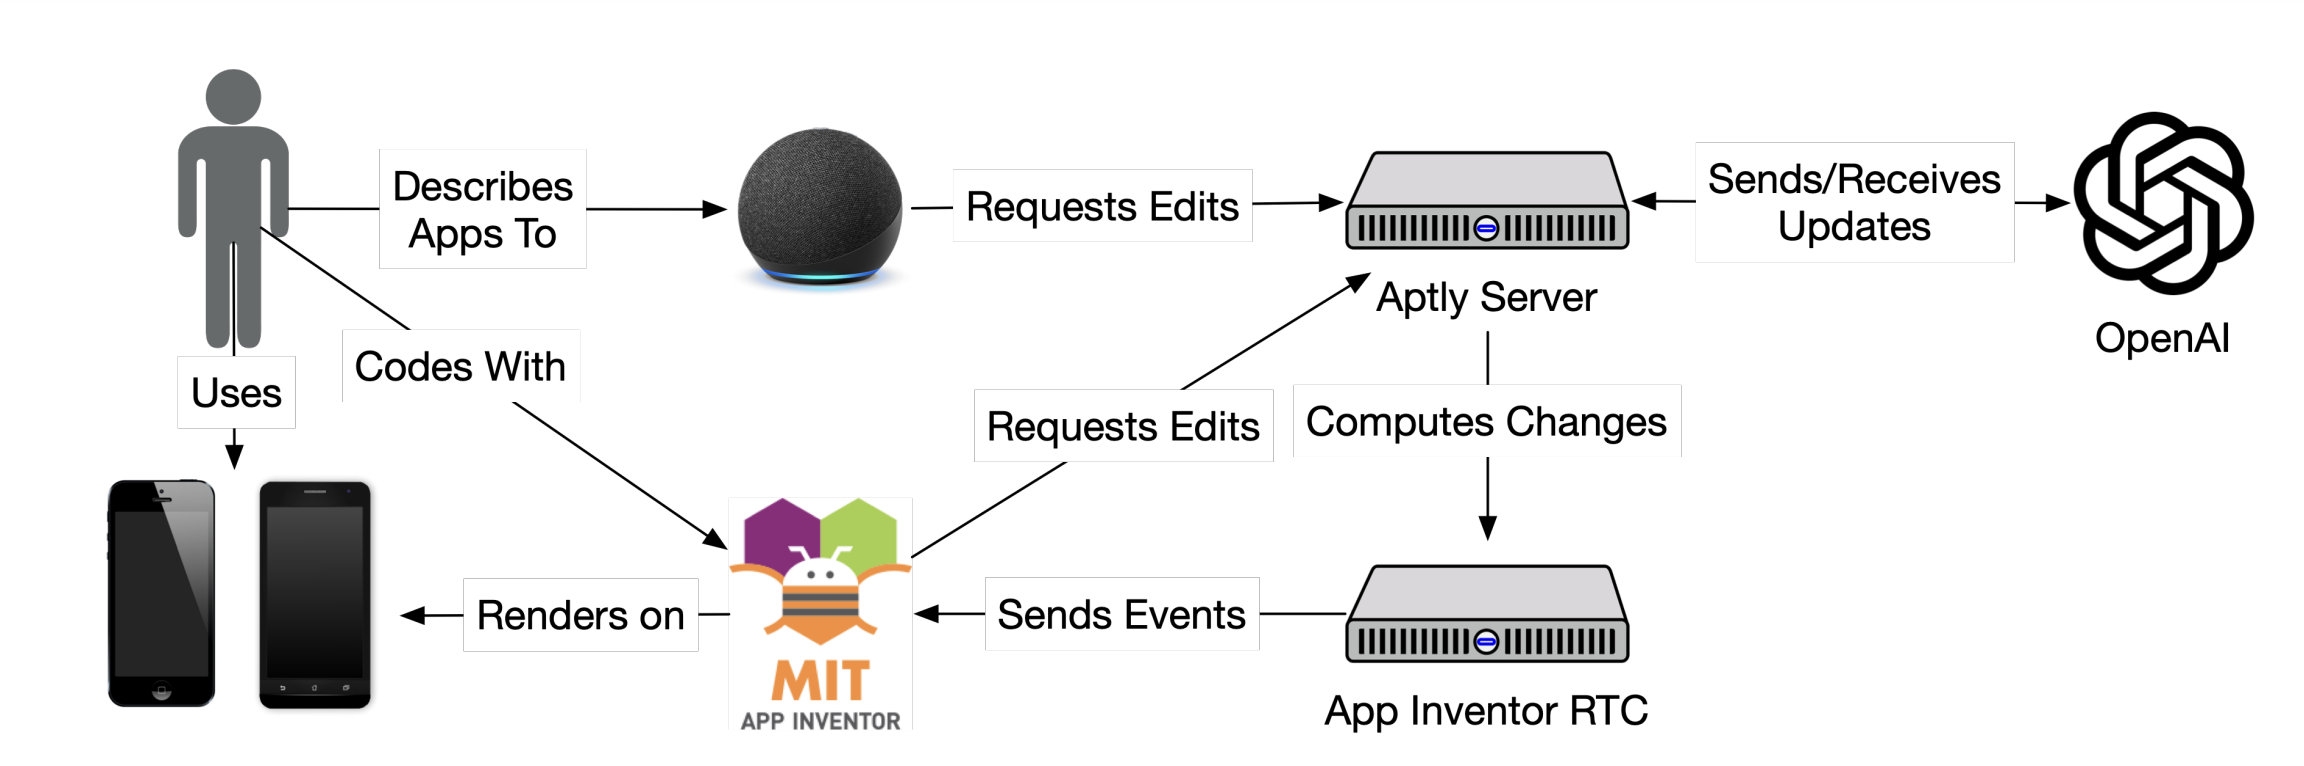 Describes
Apps To
Requests Edits
Sends/Receives
Updates
Aptly Server
OpenAI
Codes With
Uses
Requests Edits
Computes Changes
Renders on
Sends Events
MIT
APP INVENTOR
App Inventor RTC